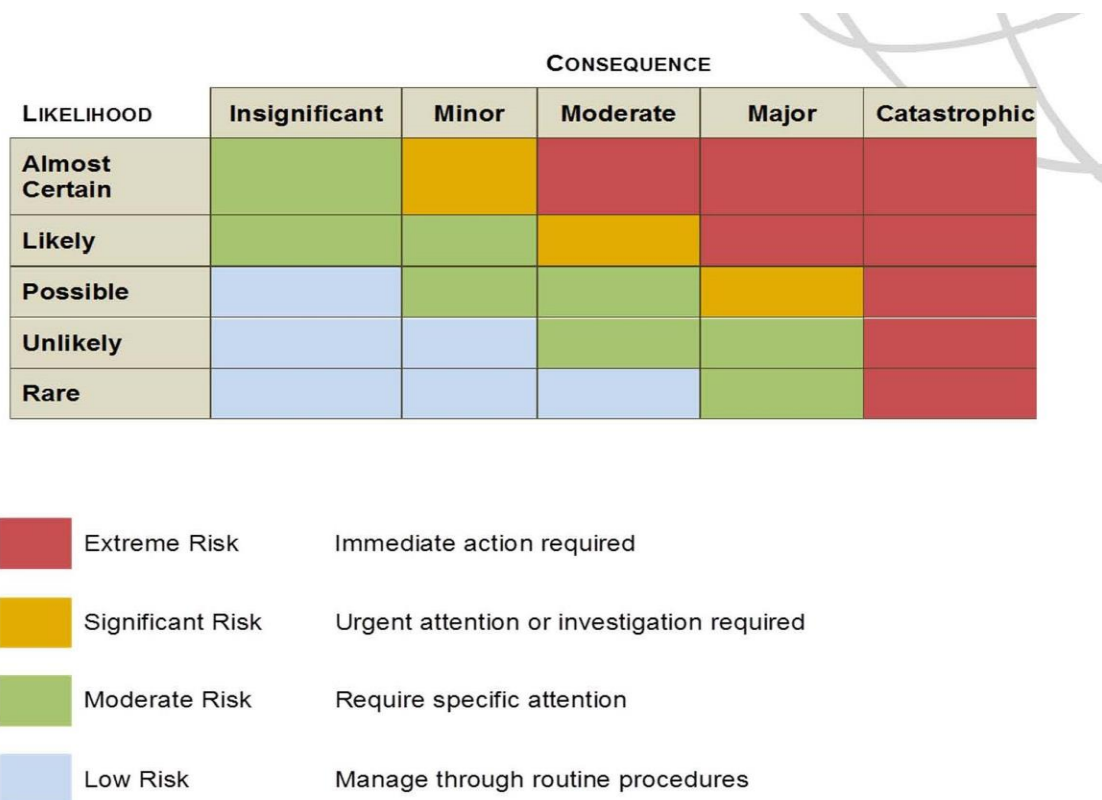 CONSEQUENCE
LIKELIHOOD Insignificant Minor Moderate Major Catastrophic
Almost
Certain
Likely
Possible
Unlikely
Rare
Extreme Risk Immediate action required
Significant Risk Urgent attention or investigation required
Moderate Risk Require specific attention
Low Risk Manage through routine procedures